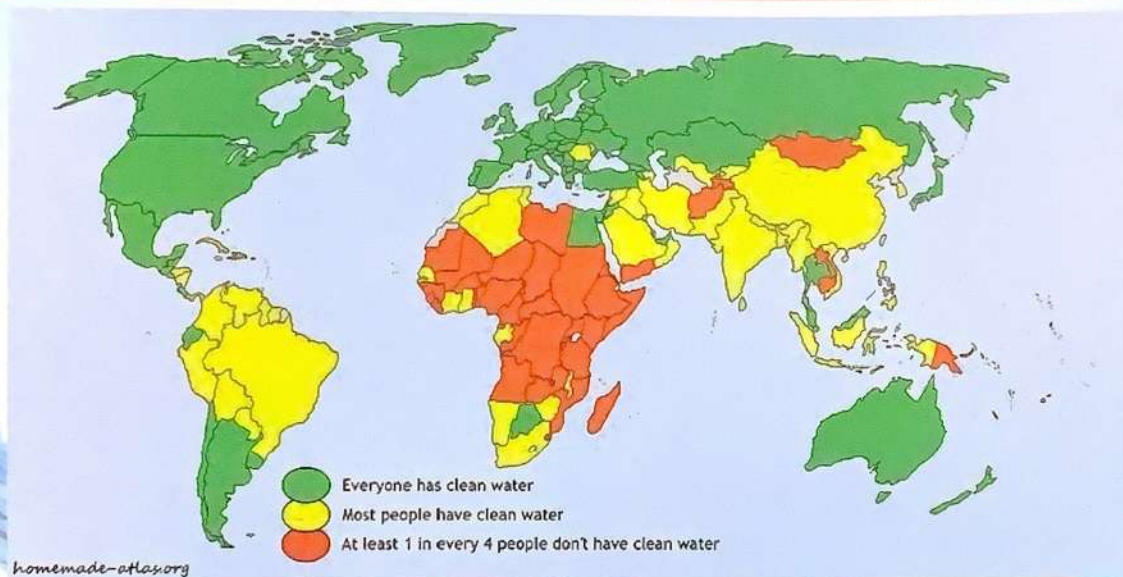 Everyone has clean water
Most people have clean water
At least 1 in every 4 people don't have clean water
homemade-atlas.org